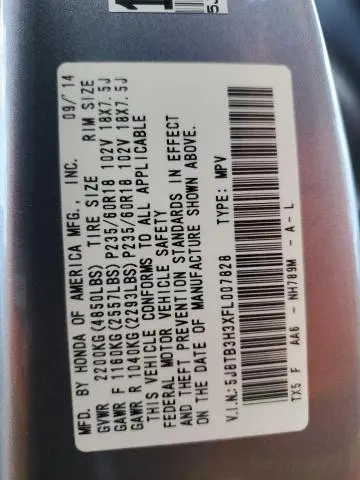 MFD. BY HONDA OF AMERICA MFG., INC. 09/'14
GVWR 2200KG(4850LBS) TIRE SIZE RIM SIZE
GAWR F 1160KG(2557LBS) P235/60R18 102V 18X7.5J
GAWR R 1040KG(2293LBS) P235/60R18 102V 18X7.5J
THIS VEHICLE CONFORMS TO ALL APPLICABLE
FEDERAL MOTOR VEHICLE SAFETY
AND THEFT PREVENTION STANDARDS IN EFFECT
ON THE DATE OF MANUFACTURE SHOWN ABOVE.
V.I.N:5J8TB3H3XFL007828 TYPE: MPV
TX5 F AA6 - NH789M - A - L